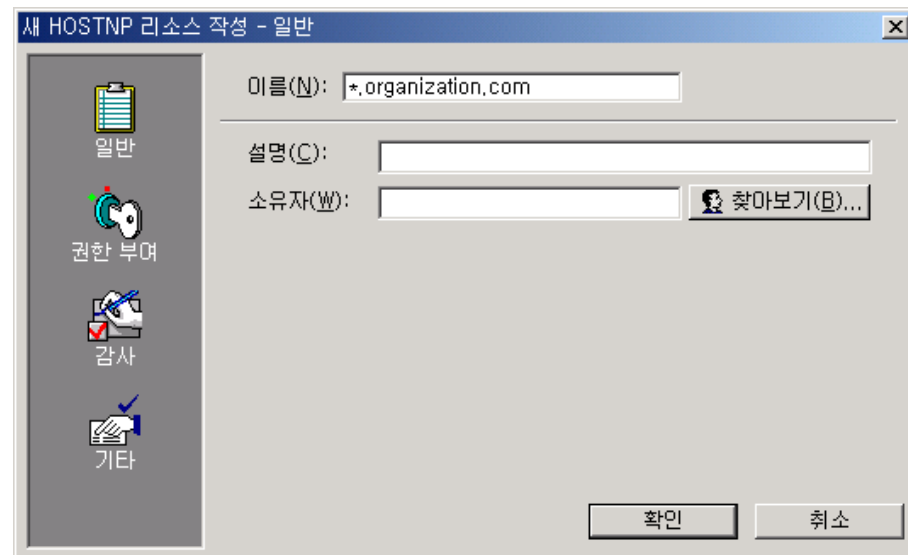 새 HOSTNP 리소스 작성 - 일반
일반
권한 부여
감사
기타
이름(N): *.organization.com
설명(C):
소유자(W): 찾아보기(B)...
확인 취소